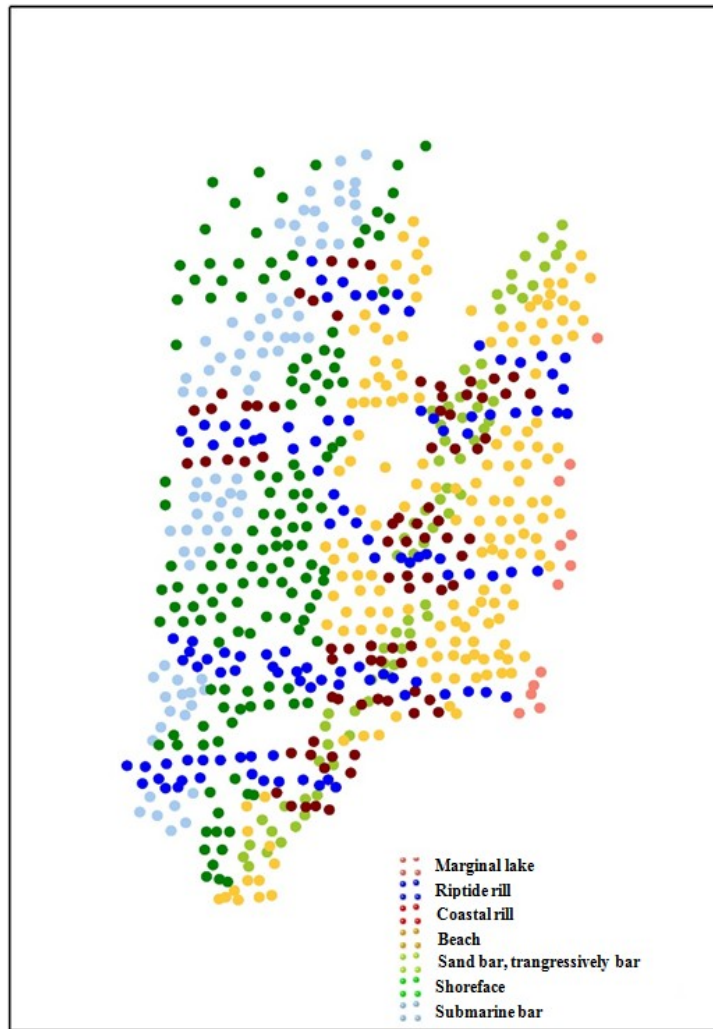 Marginal lake
Riptide rill
Coastal rill
Beach
Sand bar, trangressively bar
Shoreface
Submarine bar